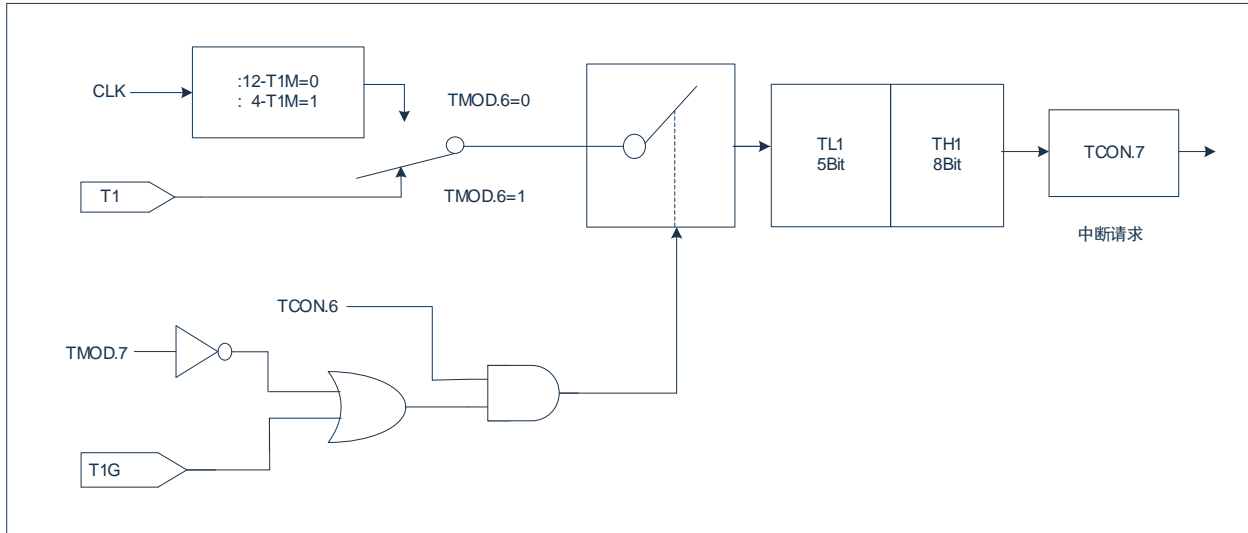 :12-T1M=0
: 4-T1M=1
CLK
TMOD.6=0
TMOD.6=1
T1
TL1
5Bit
TH1
8Bit
TCON.7
中断请求
TCON.6
TMOD.7
T1G